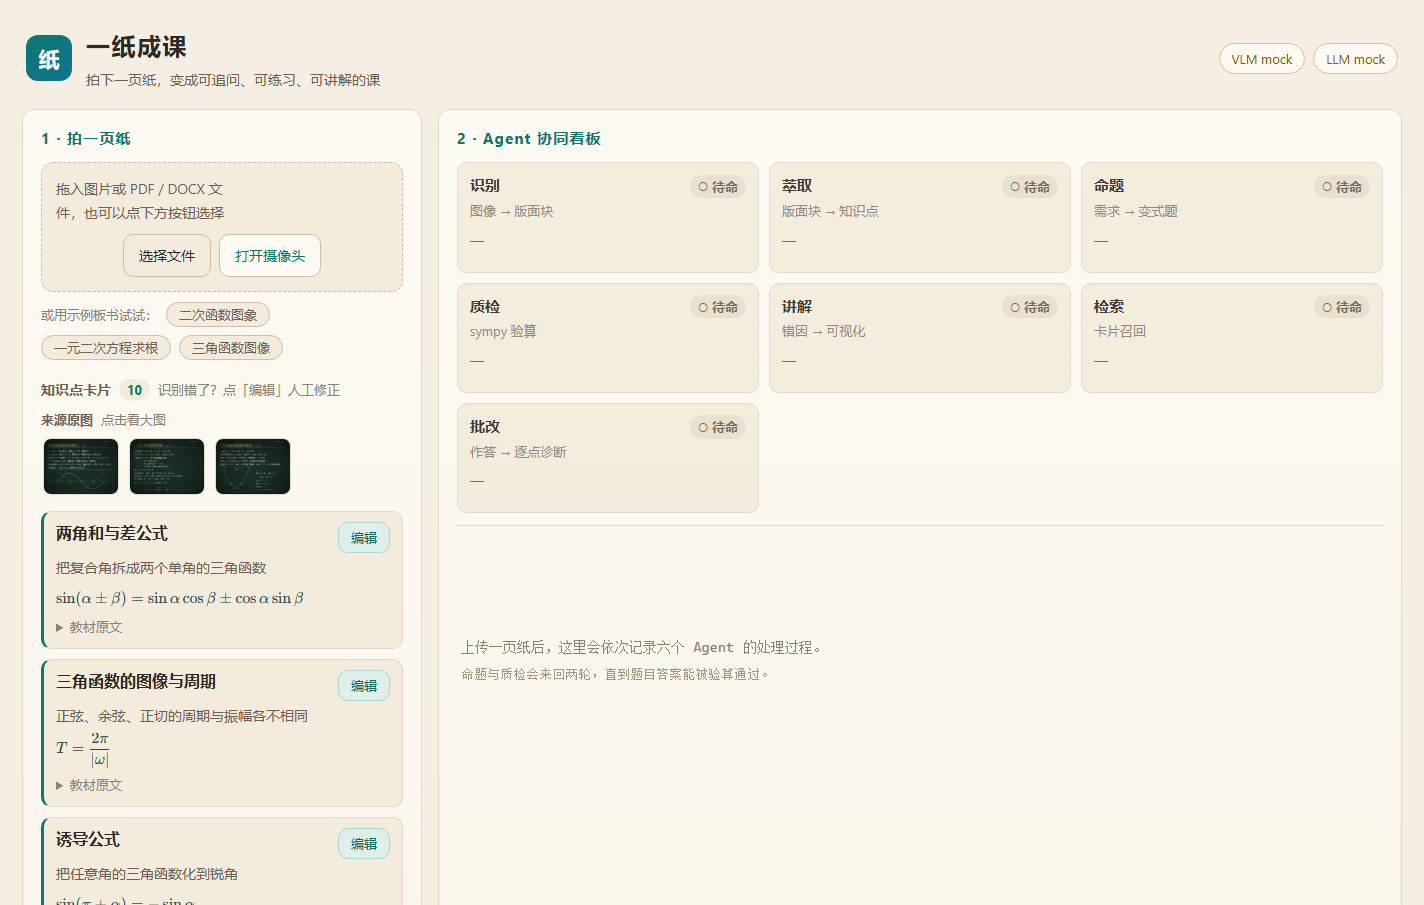 纸
一纸成课
拍下一页纸，变成可追问、可练习、可讲解的课
VLM mock
LLM mock
1 · 拍一页纸
拖入图片或 PDF / DOCX 文
件，也可以点下方按钮选择
选择文件
打开摄像头
或用示例板书试试：
二次函数图象
一元二次方程求根
三角函数图像
知识点卡片 10 识别错了？点「编辑」人工修正
来源原图 点击看大图
两角和与差公式
编辑
把复合角拆成两个单角的三角函数
sin(α ± β) = sin α cos β ± cos α sin β
▶ 教材原文
三角函数的图像与周期
编辑
正弦、余弦、正切的周期与振幅各不相同
T = 2π/|ω|
▶ 教材原文
诱导公式
编辑
把任意角的三角函数化到锐角
sin(π + α) = − sin α
2 · Agent 协同看板
识别
○ 待命
图像 → 版面块
—
萃取
○ 待命
版面块 → 知识点
—
命题
○ 待命
需求 → 变式题
—
质检
○ 待命
sympy 验算
—
讲解
○ 待命
错因 → 可视化
—
检索
○ 待命
卡片召回
—
批改
○ 待命
作答 → 逐点诊断
—
上传一页纸后，这里会依次记录六个 Agent 的处理过程。
命题与质检会来回两轮，直到题目答案能被验算通过。